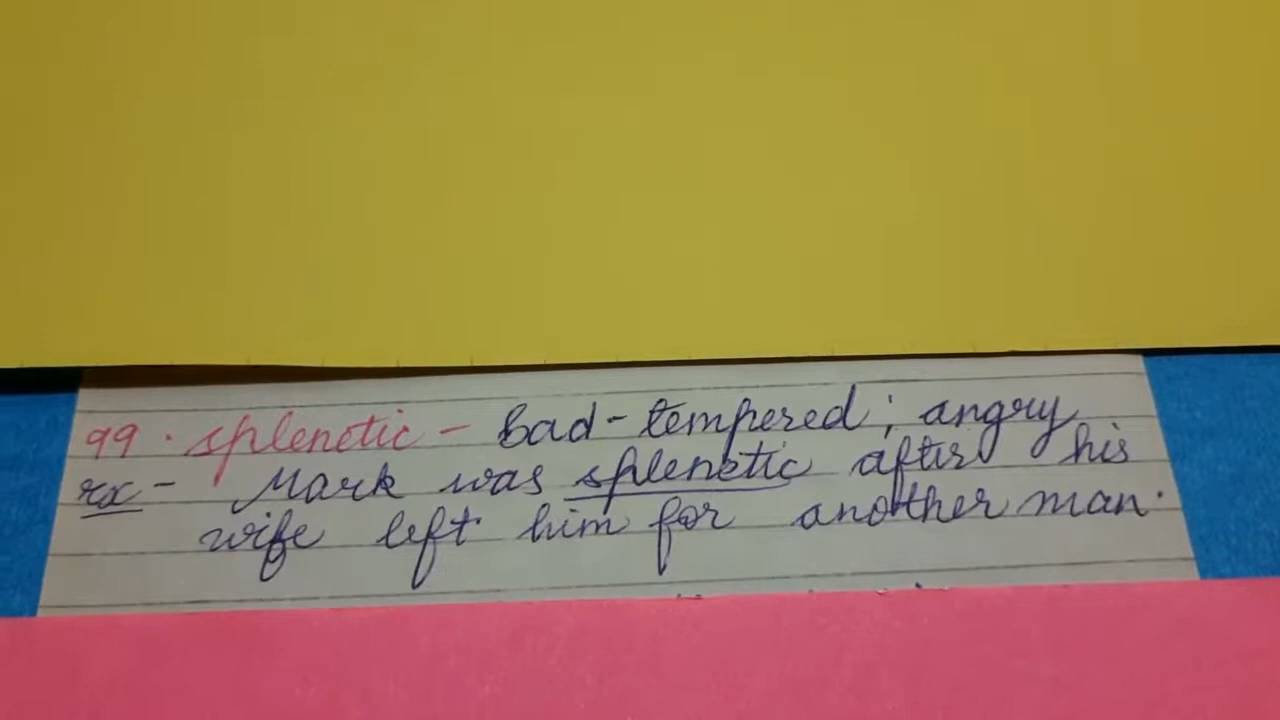 99. splenetic - bad-tempered; angry
ex- Mark was splenetic after his
wife left him for another man.